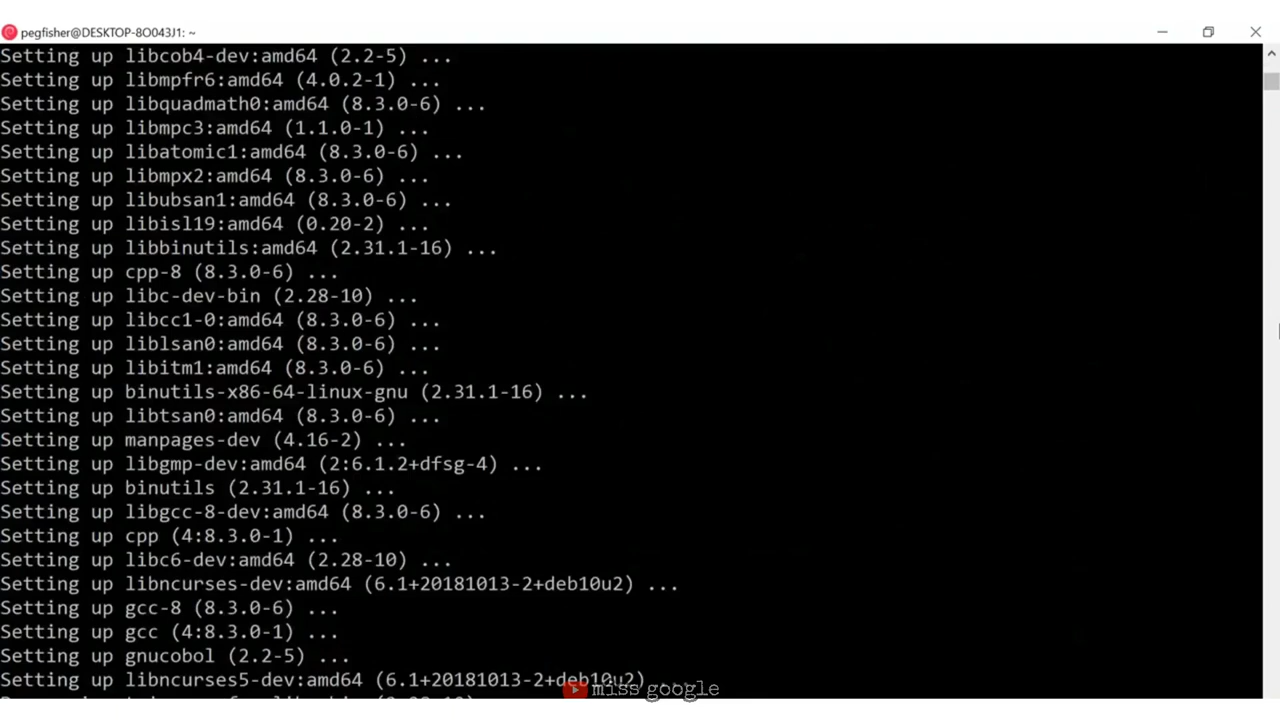 pegfisher@DESKTOP-8O043J1: ~
Setting up libcob4-dev:amd64 (2.2-5) ...
Setting up libmpfr6:amd64 (4.0.2-1) ...
Setting up libquadmath0:amd64 (8.3.0-6) ...
Setting up libmpc3:amd64 (1.1.0-1) ...
Setting up libatomic1:amd64 (8.3.0-6) ...
Setting up libmpx2:amd64 (8.3.0-6) ...
Setting up libubsan1:amd64 (8.3.0-6) ...
Setting up libisl19:amd64 (0.20-2) ...
Setting up libbinutils:amd64 (2.31.1-16) ...
Setting up cpp-8 (8.3.0-6) ...
Setting up libc-dev-bin (2.28-10) ...
Setting up libcc1-0:amd64 (8.3.0-6) ...
Setting up liblsan0:amd64 (8.3.0-6) ...
Setting up libitm1:amd64 (8.3.0-6) ...
Setting up binutils-x86-64-linux-gnu (2.31.1-16) ...
Setting up libtsan0:amd64 (8.3.0-6) ...
Setting up manpages-dev (4.16-2) ...
Setting up libgmp-dev:amd64 (2:6.1.2+dfsg-4) ...
Setting up binutils (2.31.1-16) ...
Setting up libgcc-8-dev:amd64 (8.3.0-6) ...
Setting up cpp (4:8.3.0-1) ...
Setting up libc6-dev:amd64 (2.28-10) ...
Setting up libncurses-dev:amd64 (6.1+20181013-2+deb10u2) ...
Setting up gcc-8 (8.3.0-6) ...
Setting up gcc (4:8.3.0-1) ...
Setting up gnucobol (2.2-5) ...
Setting up libncurses5-dev:amd64 (6.1+20181013-2+deb10u2)
miss google